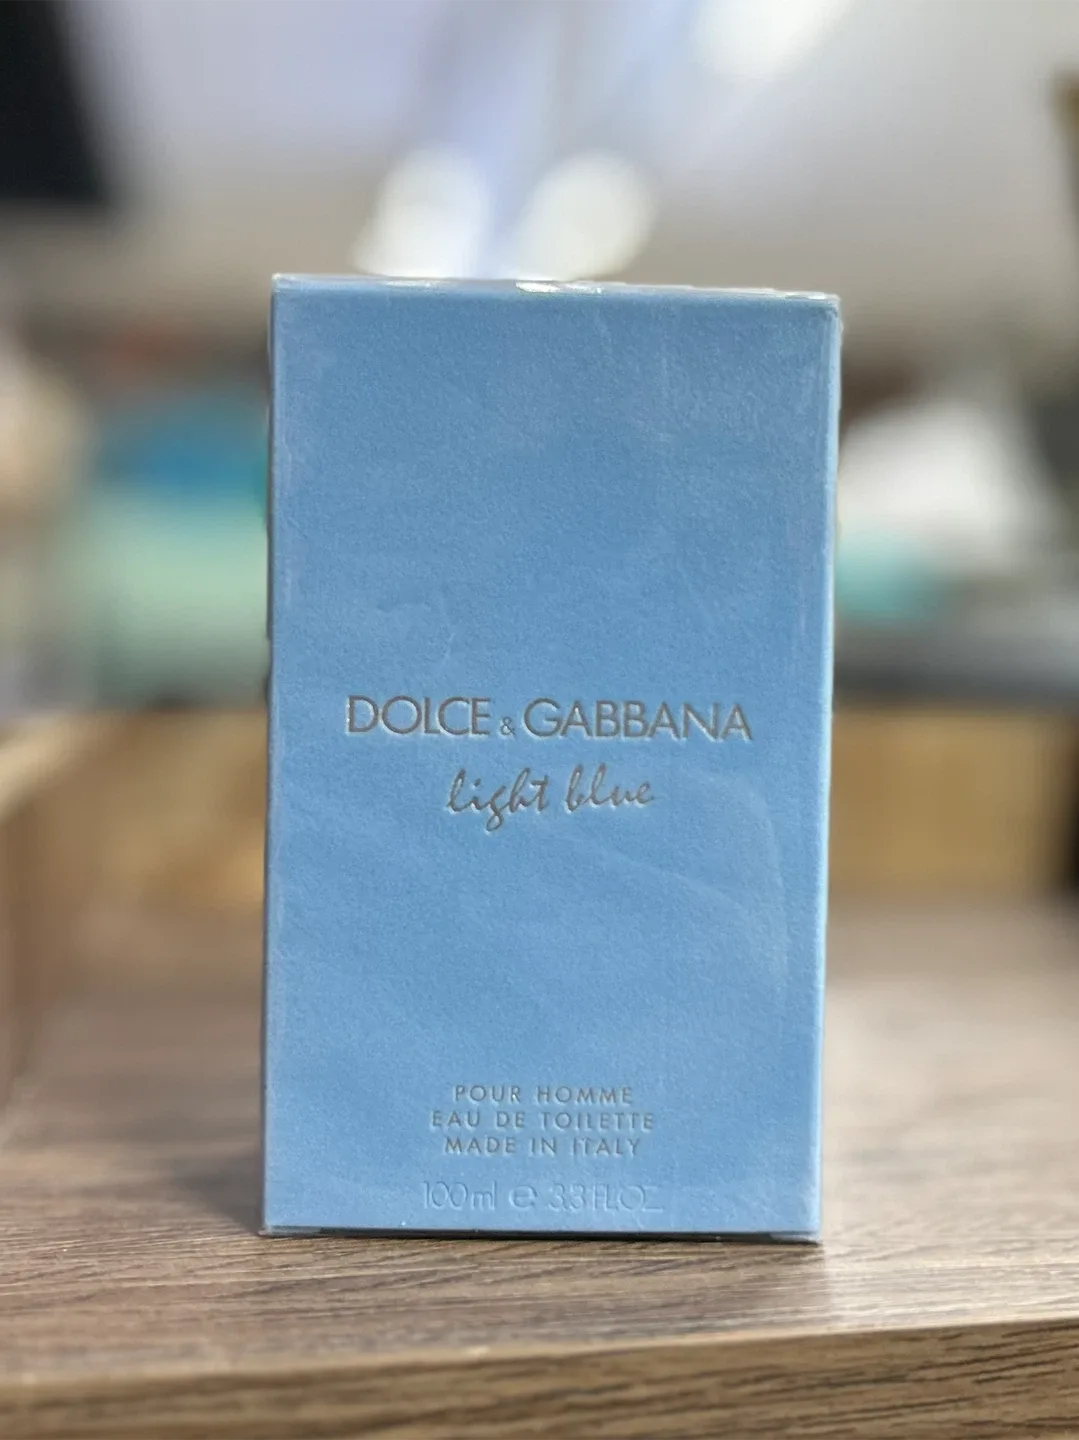 DOLCE & GABBANA
light blue
POUR HOMME
EAU DE TOILETTE
MADE IN ITALY
100ml e 3.3 FL.OZ